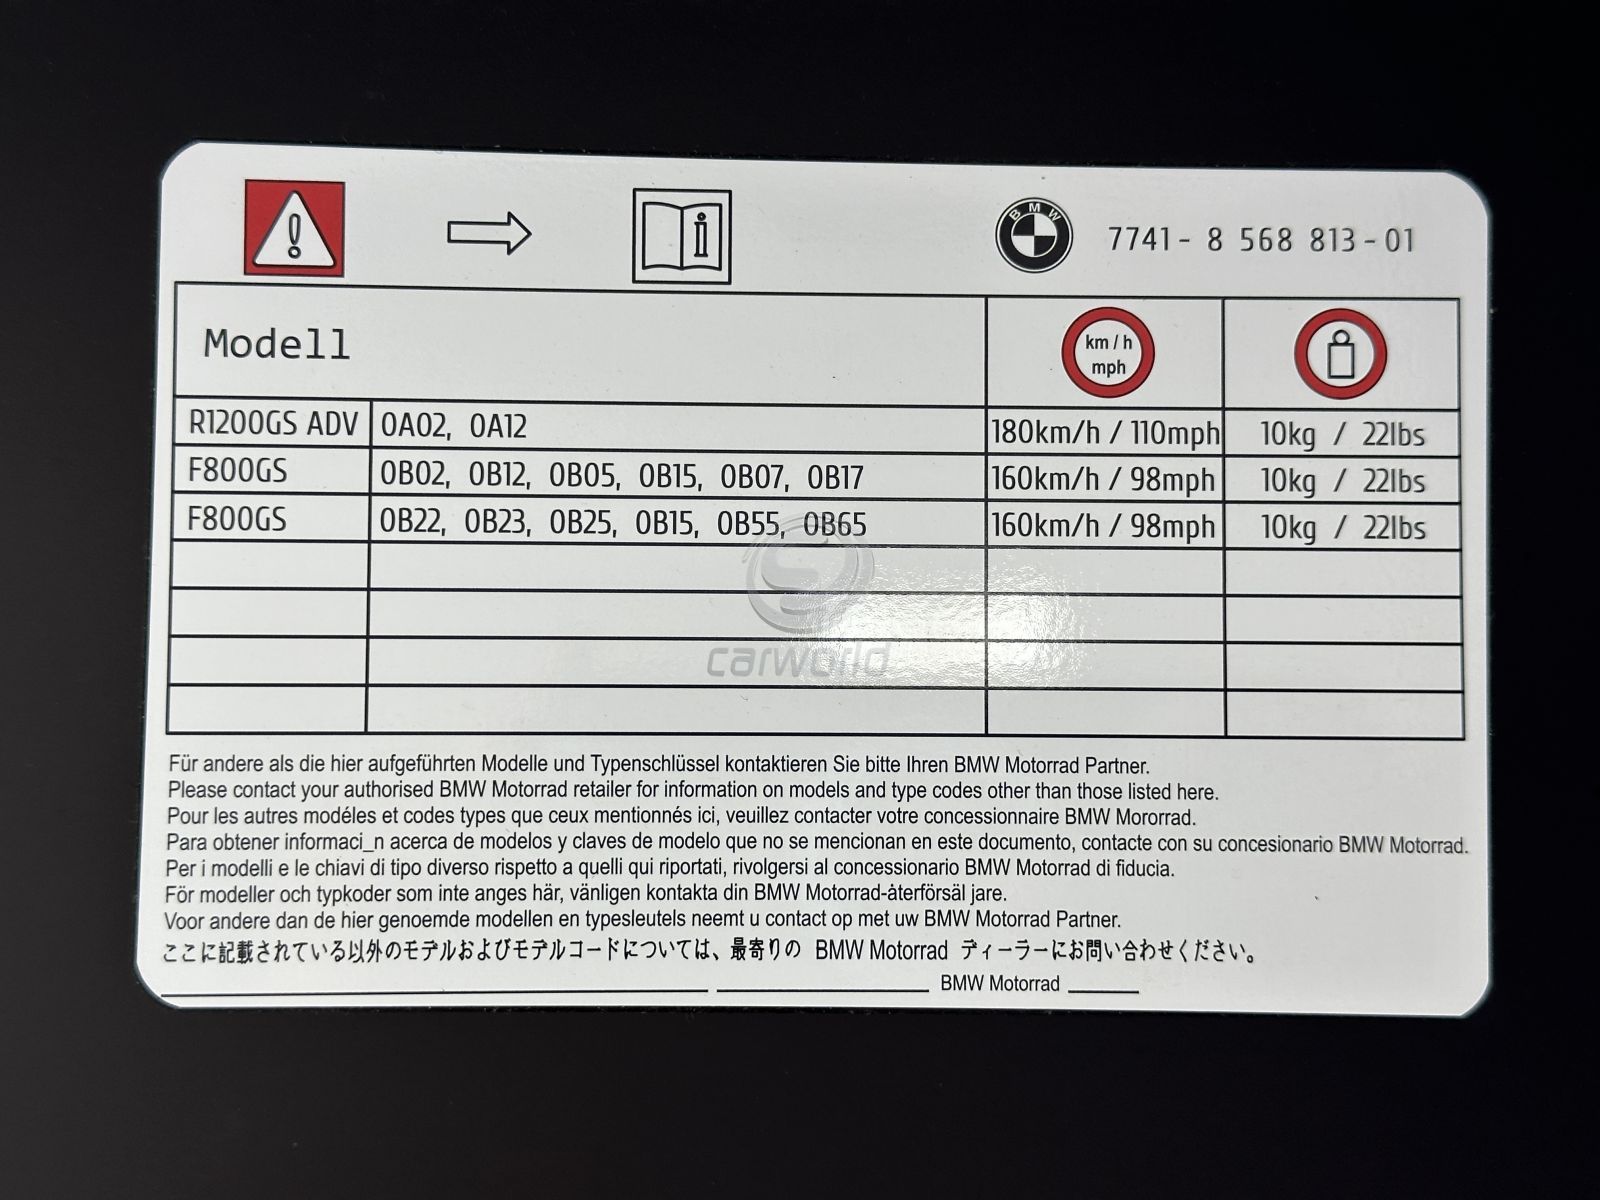 BMW 7741- 8 568 813-01
Modell km/h
mph
R1200GS ADV 0A02, 0A12 180km/h / 110mph 10kg / 22lbs
F800GS 0B02, 0B12, 0B05, 0B15, 0B07, 0B17 160km/h / 98mph 10kg / 22lbs
F800GS 0B22, 0B23, 0B25, 0B15, 0B55, 0B65 160km/h / 98mph 10kg / 22lbs
carworld
Für andere als die hier aufgeführten Modelle und Typenschlüssel kontaktieren Sie bitte Ihren BMW Motorrad Partner.
Please contact your authorised BMW Motorrad retailer for information on models and type codes other than those listed here.
Pour les autres modéles et codes types que ceux mentionnés ici, veuillez contacter votre concessionnaire BMW Mororrad.
Para obtener informaci_n acerca de modelos y claves de modelo que no se mencionan en este documento, contacte con su concesionario BMW Motorrad.
Per i modelli e le chiavi di tipo diverso rispetto a quelli qui riportati, rivolgersi al concessionario BMW Motorrad di fiducia.
För modeller och typkoder som inte anges här, vänligen kontakta din BMW Motorrad-återförsäl jare.
Voor andere dan de hier genoemde modellen en typesleutels neemt u contact op met uw BMW Motorrad Partner.
ここに記載されている以外のモデルおよびモデルコードについては、最寄りの BMW Motorrad ディーラーにお問い合わせください。
BMW Motorrad